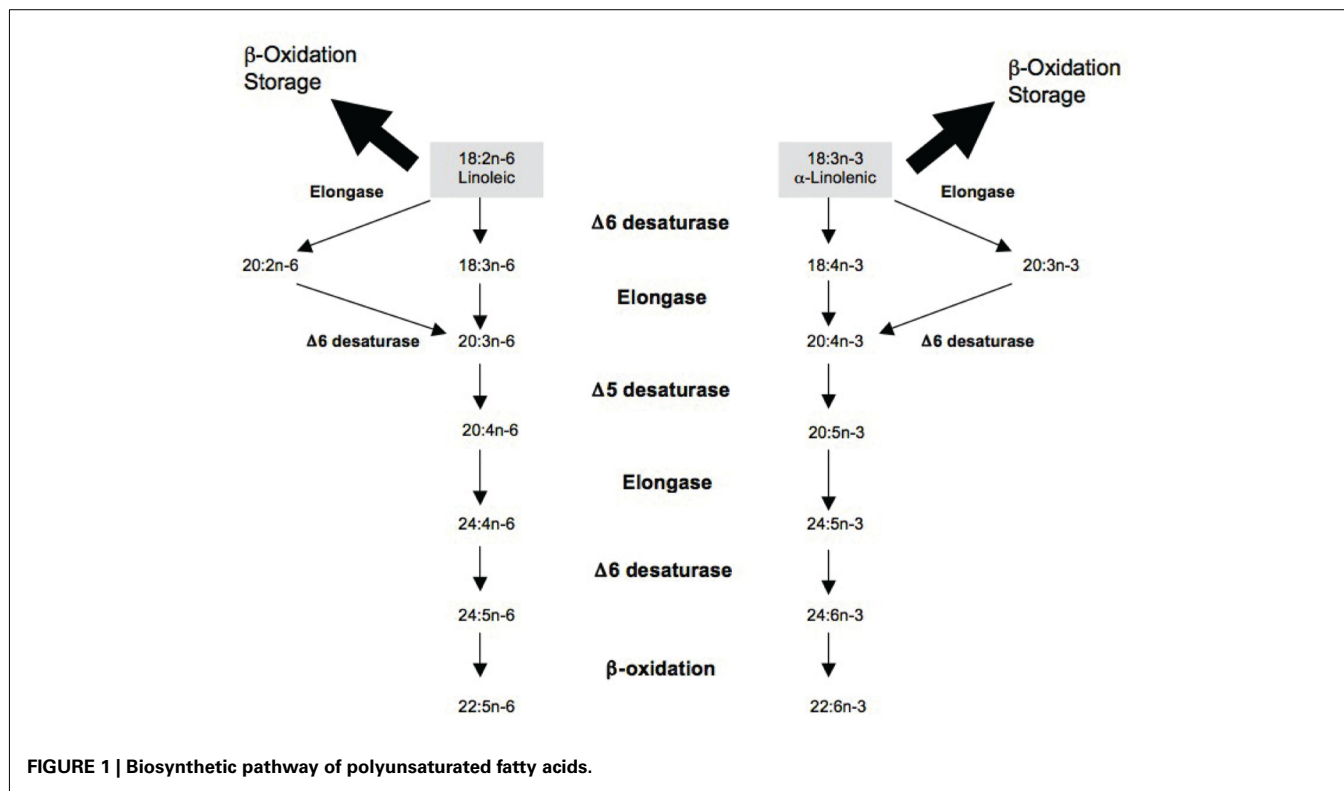 β-Oxidation
Storage
β-Oxidation
Storage
18:2n-6
Linoleic
18:3n-3
α-Linolenic
Elongase
Elongase
Δ6 desaturase
20:2n-6
18:3n-6
18:4n-3
20:3n-3
Elongase
Δ6 desaturase
20:3n-6
20:4n-3
Δ6 desaturase
Δ5 desaturase
20:4n-6
20:5n-3
Elongase
24:4n-6
24:5n-3
Δ6 desaturase
24:5n-6
24:6n-3
β-oxidation
22:5n-6
22:6n-3
FIGURE 1 | Biosynthetic pathway of polyunsaturated fatty acids.